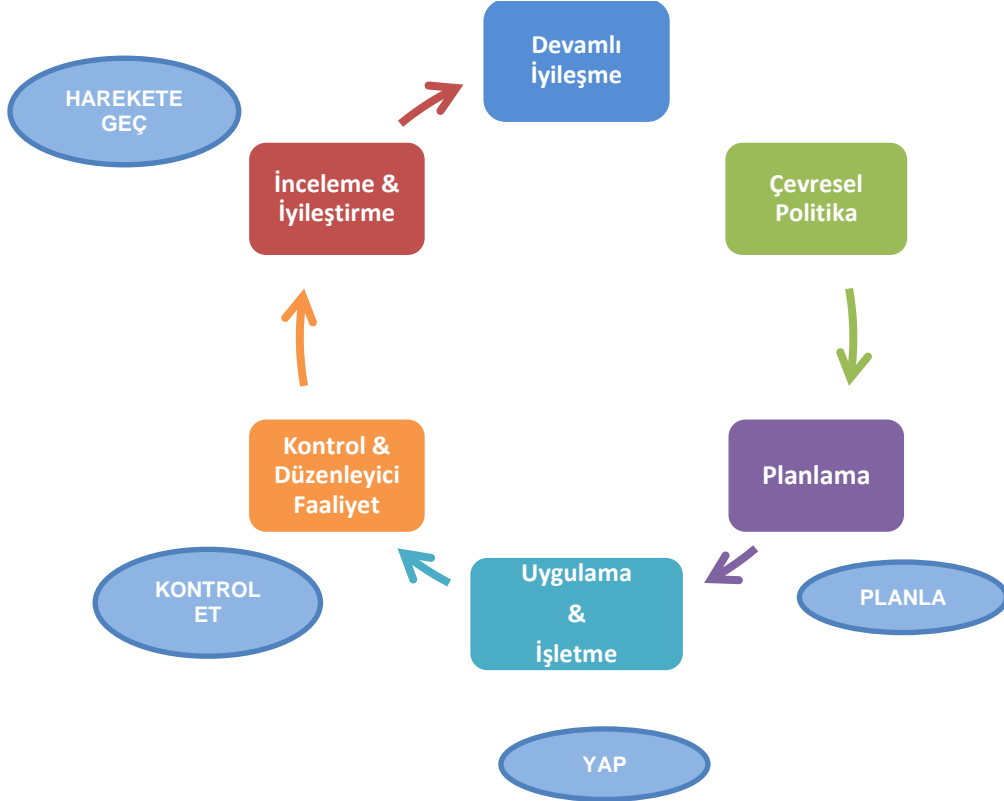 Devamlı
İyileşme
HAREKETE
GEÇ
İnceleme &
İyileştirme
Çevresel
Politika
Kontrol &
Düzenleyici
Faaliyet
Planlama
Uygulama
&
İşletme
KONTROL
ET
PLANLA
YAP